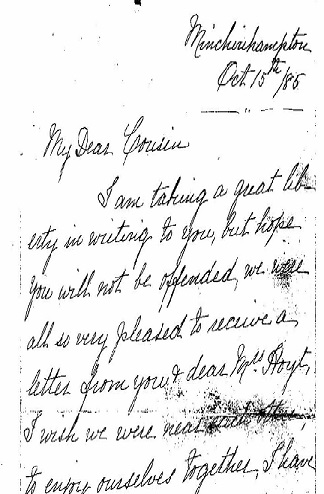 Minchinhampton
Oct 15th/85
My Dear Cousin
I am taking a great lib-
erty in writing to you, but hope
you will not be offended, we were
all so very pleased to receive a
letter from you & dear Mrs Hoyt,
I wish we were near
to enjoy ourselves together, I have